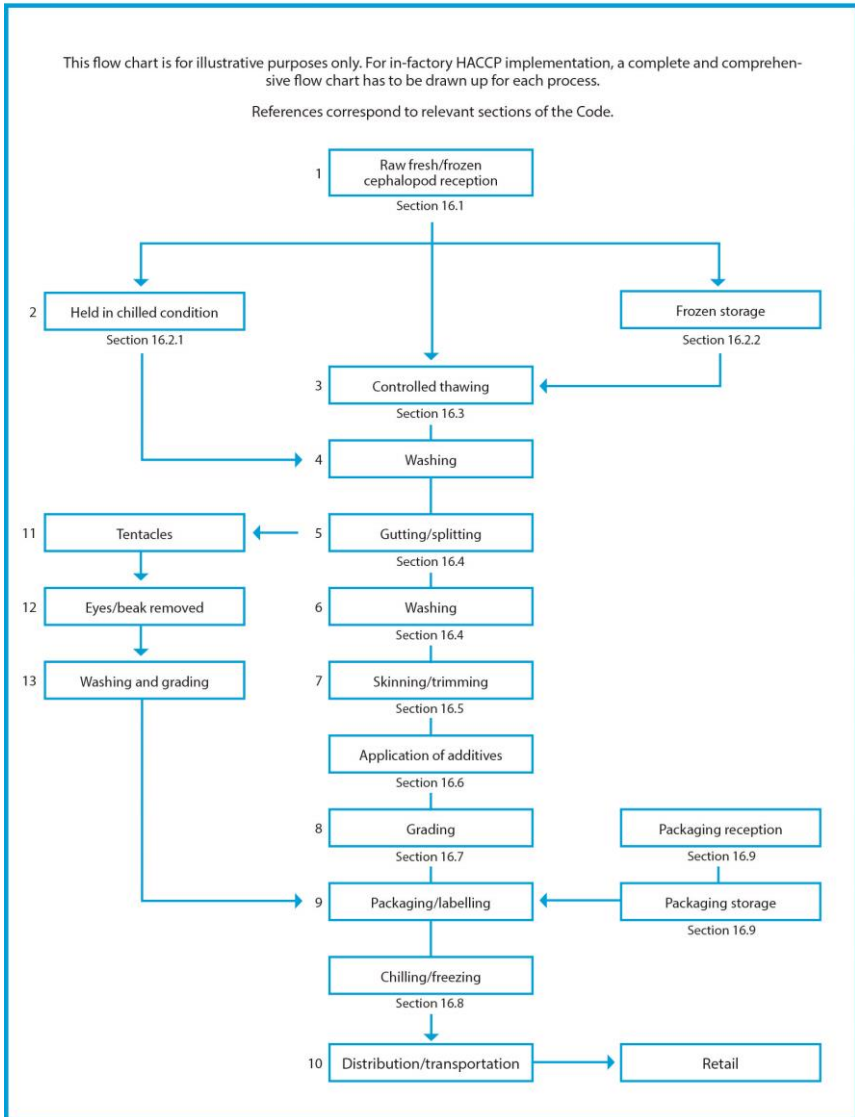 This flow chart is for illustrative purposes only. For in-factory HACCP implementation, a complete and comprehen-
sive flow chart has to be drawn up for each process.
References correspond to relevant sections of the Code.
1
Raw fresh/frozen
cephalopod reception
Section 16.1
2
Held in chilled condition
Section 16.2.1
Frozen storage
Section 16.2.2
3
Controlled thawing
Section 16.3
4
Washing
11
Tentacles
5
Gutting/splitting
Section 16.4
12
Eyes/beak removed
6
Washing
Section 16.4
13
Washing and grading
7
Skinning/trimming
Section 16.5
Application of additives
Section 16.6
8
Grading
Section 16.7
Packaging reception
Section 16.9
9
Packaging/labelling
Packaging storage
Section 16.9
Chilling/freezing
Section 16.8
10
Distribution/transportation
Retail